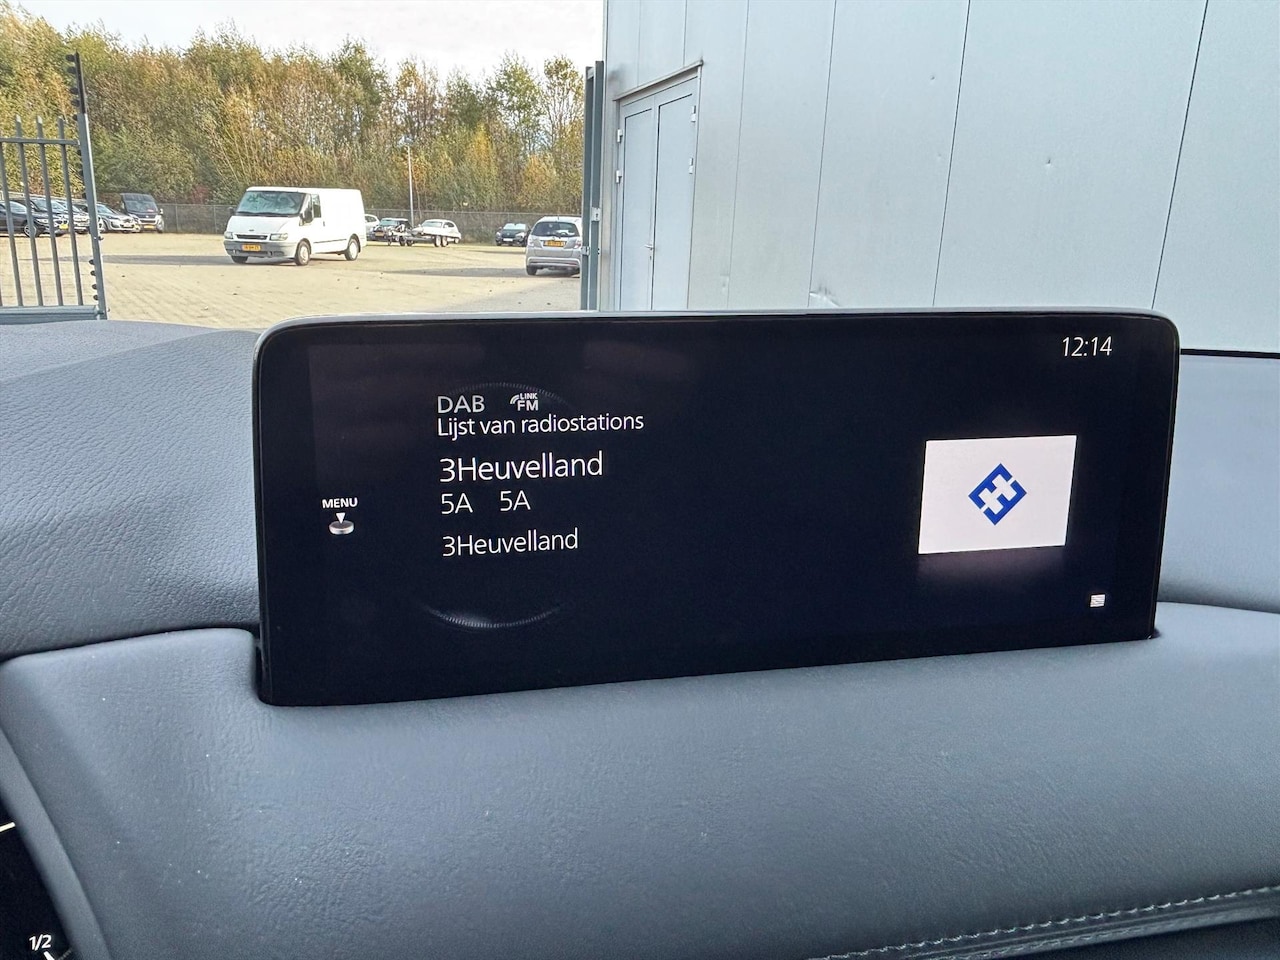 12:14
DAB LINK FM
Lijst van radiostations
3Heuvelland
5A 5A
3Heuvelland
MENU
1/2